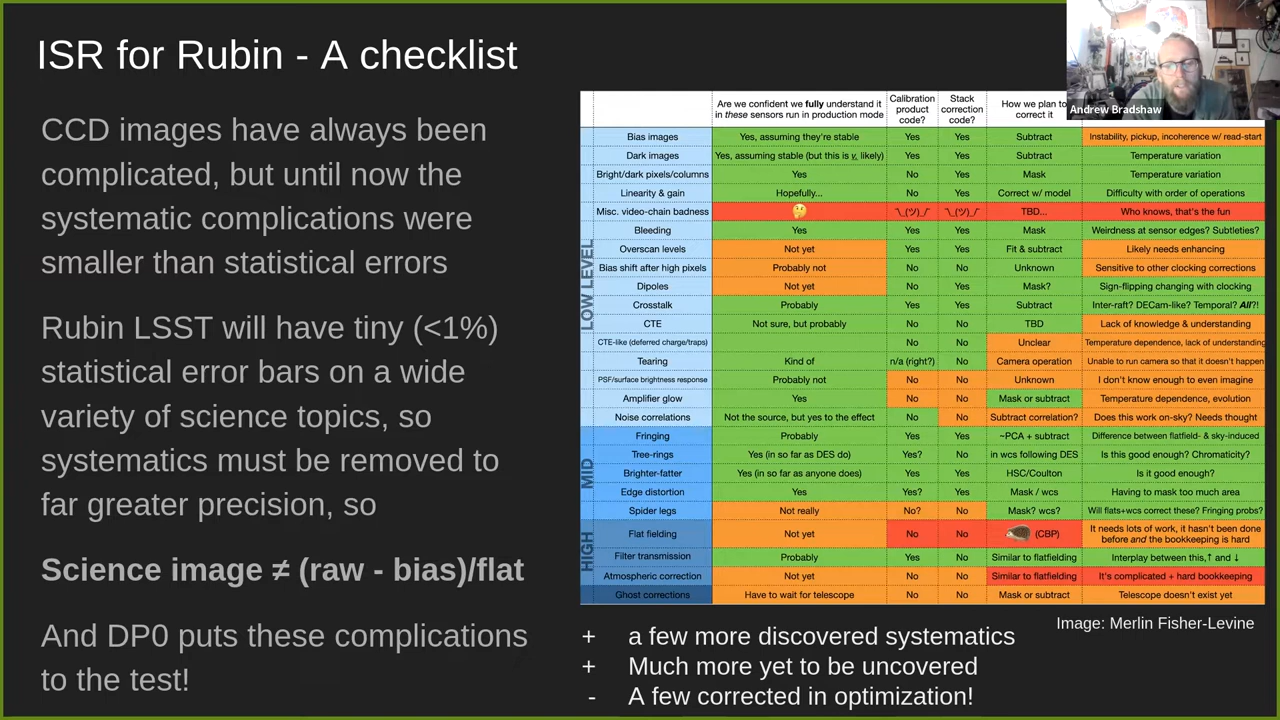 ISR for Rubin - A checklist
CCD images have always been
complicated, but until now the
systematic complications were
smaller than statistical errors
Rubin LSST will have tiny (<1%)
statistical error bars on a wide
variety of science topics, so
systematics must be removed to
far greater precision, so
Science image ≠ (raw - bias)/flat
And DP0 puts these complications
to the test!
Andrew Bradshaw
Are we confident we fully understand it in these sensors run in production mode Calibration product code? Stack correction code? How we plan to correct it
LOW LEVEL
Bias images Yes, assuming they're stable Yes Yes Subtract Instability, pickup, incoherence w/ read-start
Dark images Yes, assuming stable (but this is v. likely) Yes Yes Subtract Temperature variation
Bright/dark pixels/columns Yes No Yes Mask Temperature variation
Linearity & gain Hopefully... No Yes Correct w/ model Difficulty with order of operations
Misc. video-chain badness 🤔 ¯\_(ツ)_/¯ ¯\_(ツ)_/¯ TBD... Who knows, that's the fun
Bleeding Yes Yes Yes Mask Weirdness at sensor edges? Subtleties?
Overscan levels Not yet Yes Yes Fit & subtract Likely needs enhancing
Bias shift after high pixels Probably not No No Unknown Sensitive to other clocking corrections
Dipoles Not yet No Yes Mask? Sign-flipping changing with clocking
Crosstalk Probably Yes Yes Subtract Inter-raft? DECam-like? Temporal? All?!
CTE Not sure, but probably No No TBD Lack of knowledge & understanding
CTE-like (deferred charge/traps) No No Unclear Temperature dependence, lack of understanding
Tearing Kind of n/a (right?) No Camera operation Unable to run camera so that it doesn't happen
PSF/surface brightness response Probably not No No Unknown I don't know enough to even imagine
Amplifier glow Yes No No Mask or subtract Temperature dependence, evolution
Noise correlations Not the source, but yes to the effect No No Subtract correlation? Does this work on-sky? Needs thought
MID
Fringing Probably Yes Yes ~PCA + subtract Difference between flatfield- & sky-induced
Tree-rings Yes (in so far as DES do) Yes? No in wcs following DES Is this good enough? Chromaticity?
Brighter-fatter Yes (in so far as anyone does) Yes Yes HSC/Coulton Is it good enough?
Edge distortion Yes Yes? Yes Mask / wcs Having to mask too much area
Spider legs Not really No? No Mask? wcs? Will flats+wcs correct these? Fringing probs?
HIGH
Flat fielding Not yet No No (CBP) It needs lots of work, it hasn't been done before and the bookkeeping is hard
Filter transmission Probably Yes No Similar to flatfielding Interplay between this,↑ and ↓
Atmospheric correction Not yet No No Similar to flatfielding It's complicated + hard bookkeeping
Ghost corrections Have to wait for telescope No No Mask or subtract Telescope doesn't exist yet
Image: Merlin Fisher-Levine
+ a few more discovered systematics
+ Much more yet to be uncovered
- A few corrected in optimization!